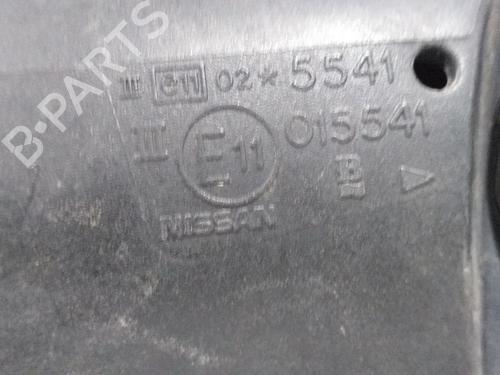 B-PARTS
III e11 02* 5541
III E11 015541
B
NISSAN